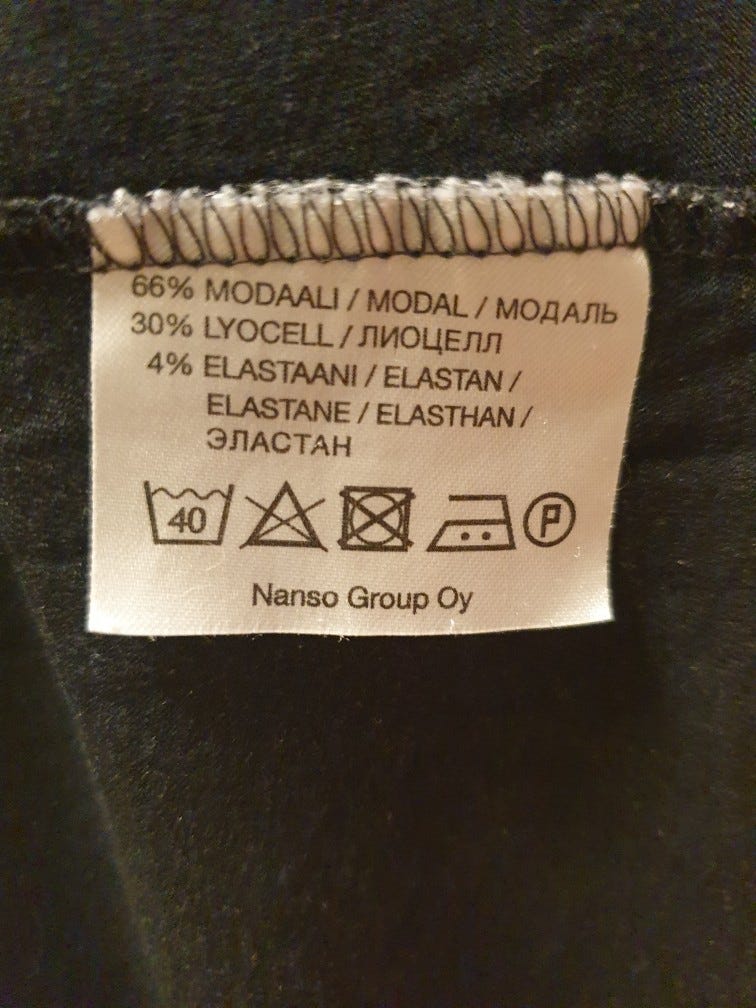 66% MODAALI / MODAL / МОДАЛЬ
30% LYOCELL / ЛИОЦЕЛЛ
4% ELASTAANI / ELASTAN /
ELASTANE / ELASTHAN /
ЭЛАСТАН
40 P
Nanso Group Oy